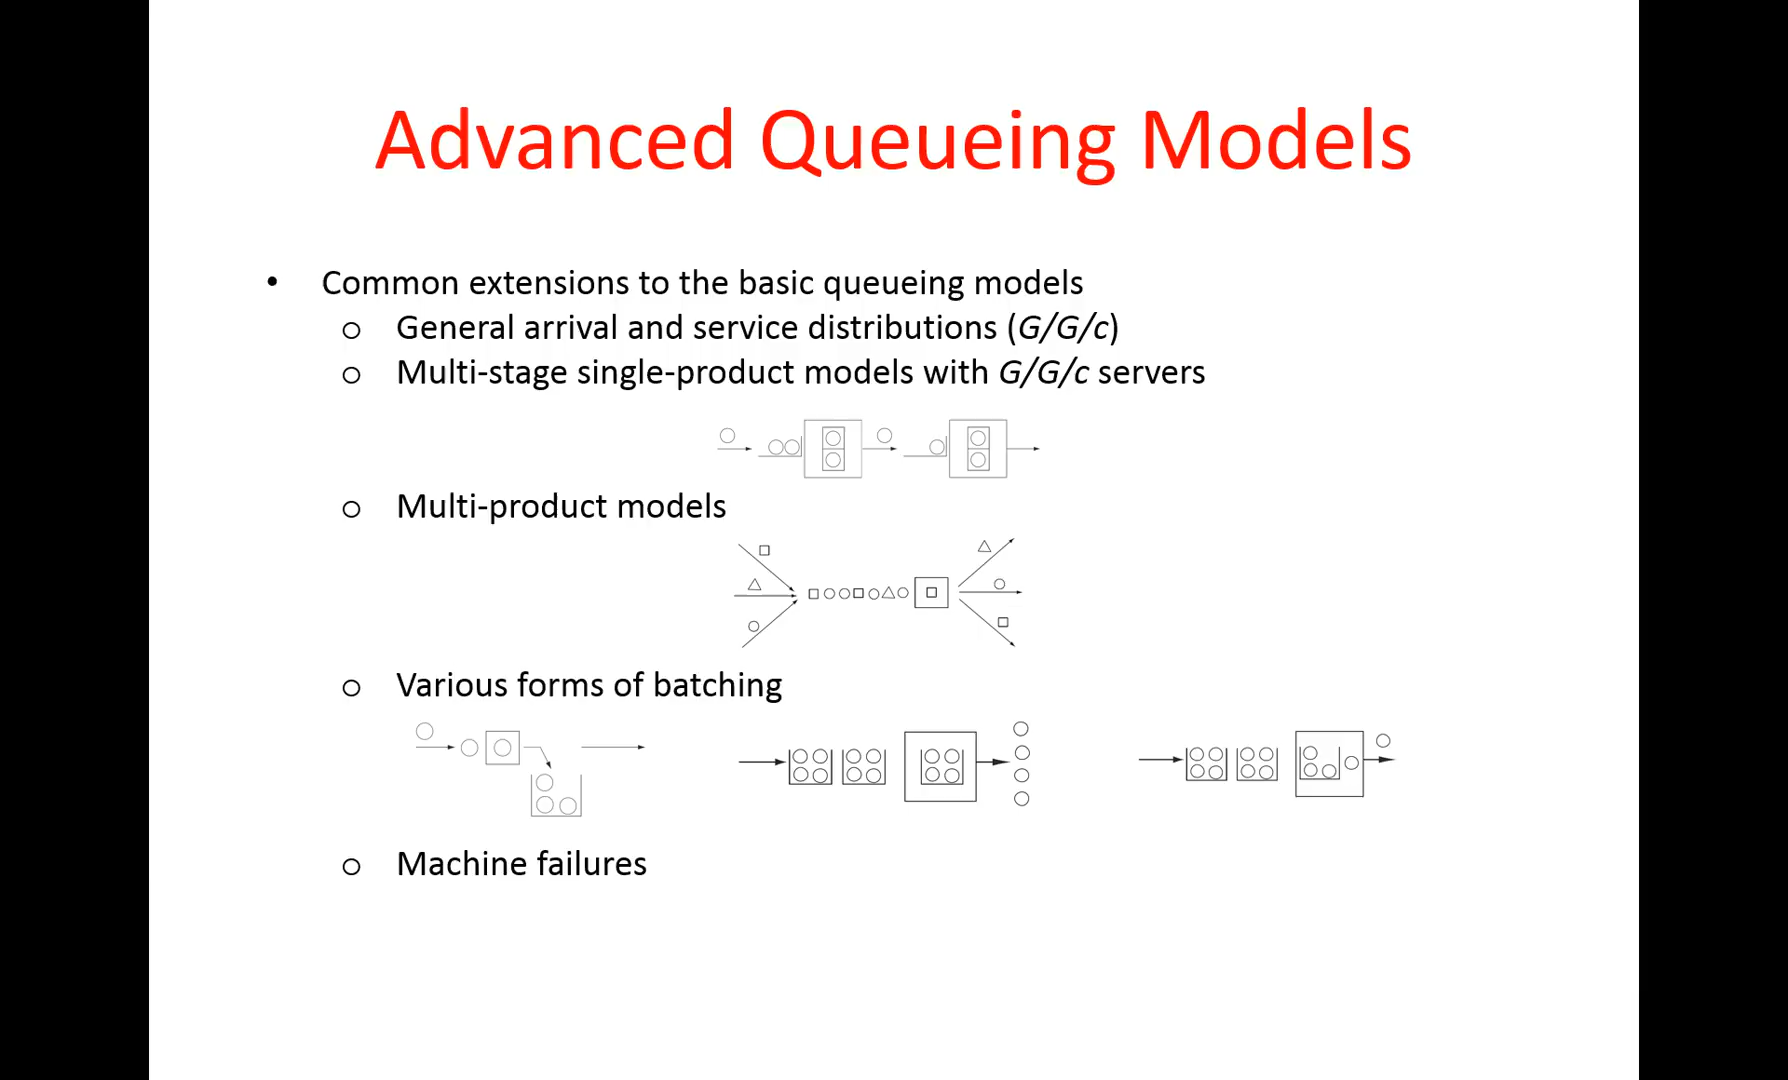 Advanced Queueing Models
• Common extensions to the basic queueing models
o General arrival and service distributions (G/G/c)
o Multi-stage single-product models with G/G/c servers
o Multi-product models
o Various forms of batching
o Machine failures